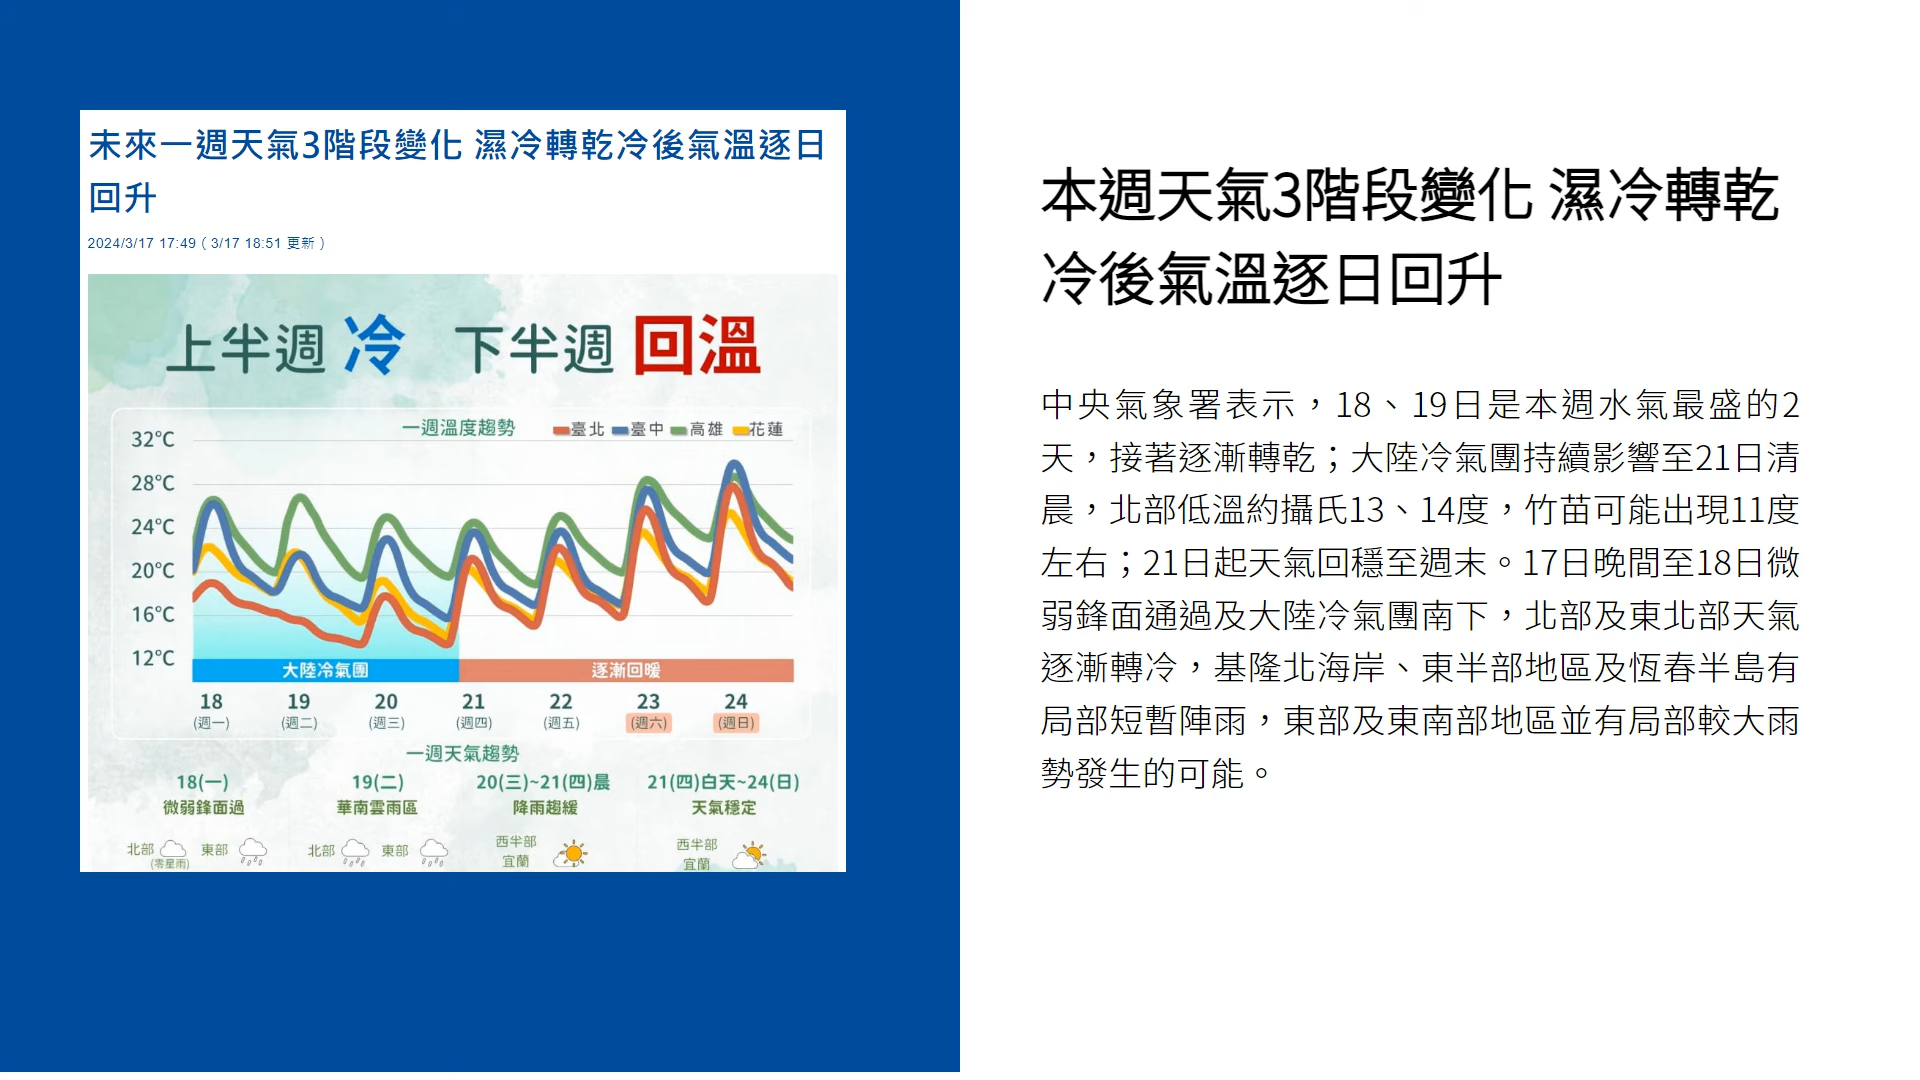 未來一週天氣3階段變化 濕冷轉乾冷後氣溫逐日
回升
2024/3/17 17:49（3/17 18:51 更新）
上半週 冷 下半週 回溫
一週溫度趨勢 臺北 臺中 高雄 花蓮
32°C
28°C
24°C
20°C
16°C
12°C
大陸冷氣團 逐漸回暖
18 19 20 21 22 23 24
(週一) (週二) (週三) (週四) (週五) (週六) (週日)
一週天氣趨勢
18(一) 19(二) 20(三)~21(四)晨 21(四)白天~24(日)
微弱鋒面過 華南雲雨區 降雨趨緩 天氣穩定
北部 (零星雨) 東部 北部 東部 西半部 宜蘭 西半部 宜蘭
本週天氣3階段變化 濕冷轉乾
冷後氣溫逐日回升
中央氣象署表示，18、19日是本週水氣最盛的2
天，接著逐漸轉乾；大陸冷氣團持續影響至21日清
晨，北部低溫約攝氏13、14度，竹苗可能出現11度
左右；21日起天氣回穩至週末。17日晚間至18日微
弱鋒面通過及大陸冷氣團南下，北部及東北部天氣
逐漸轉冷，基隆北海岸、東半部地區及恆春半島有
局部短暫陣雨，東部及東南部地區並有局部較大雨
勢發生的可能。